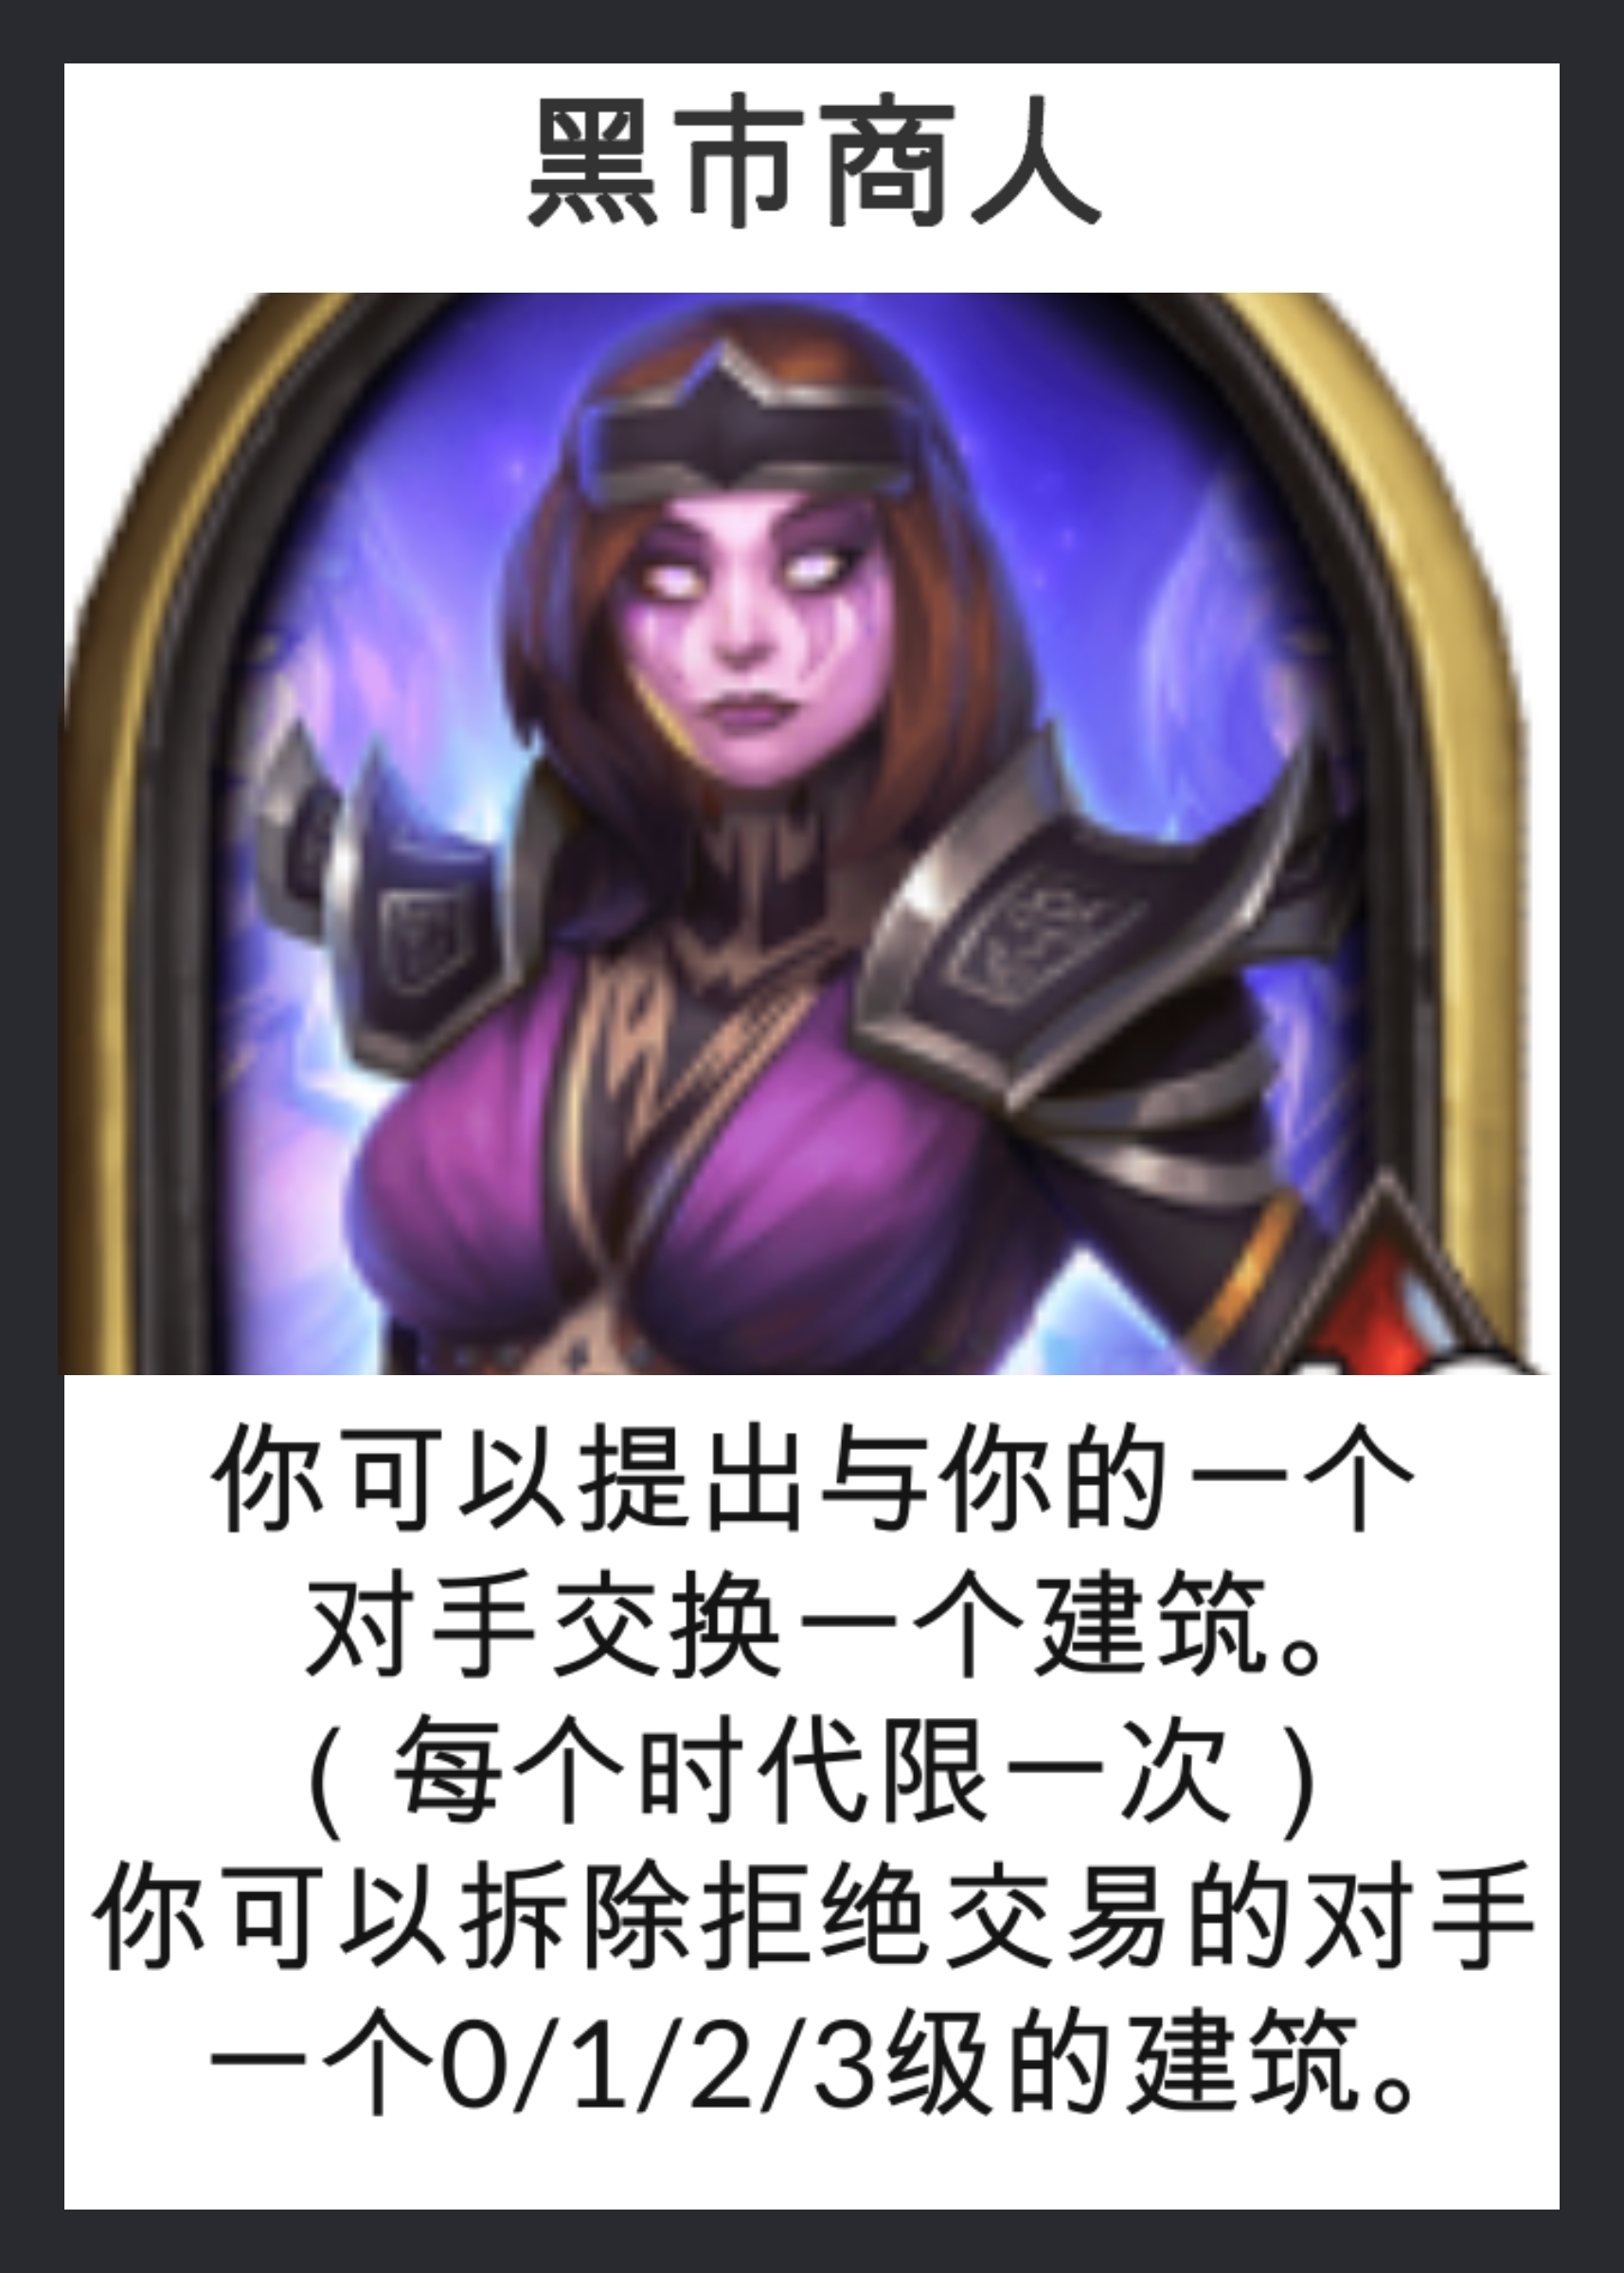 黑市商人
你可以提出与你的一个
对手交换一个建筑。
（每个时代限一次）
你可以拆除拒绝交易的对手
一个0/1/2/3级的建筑。